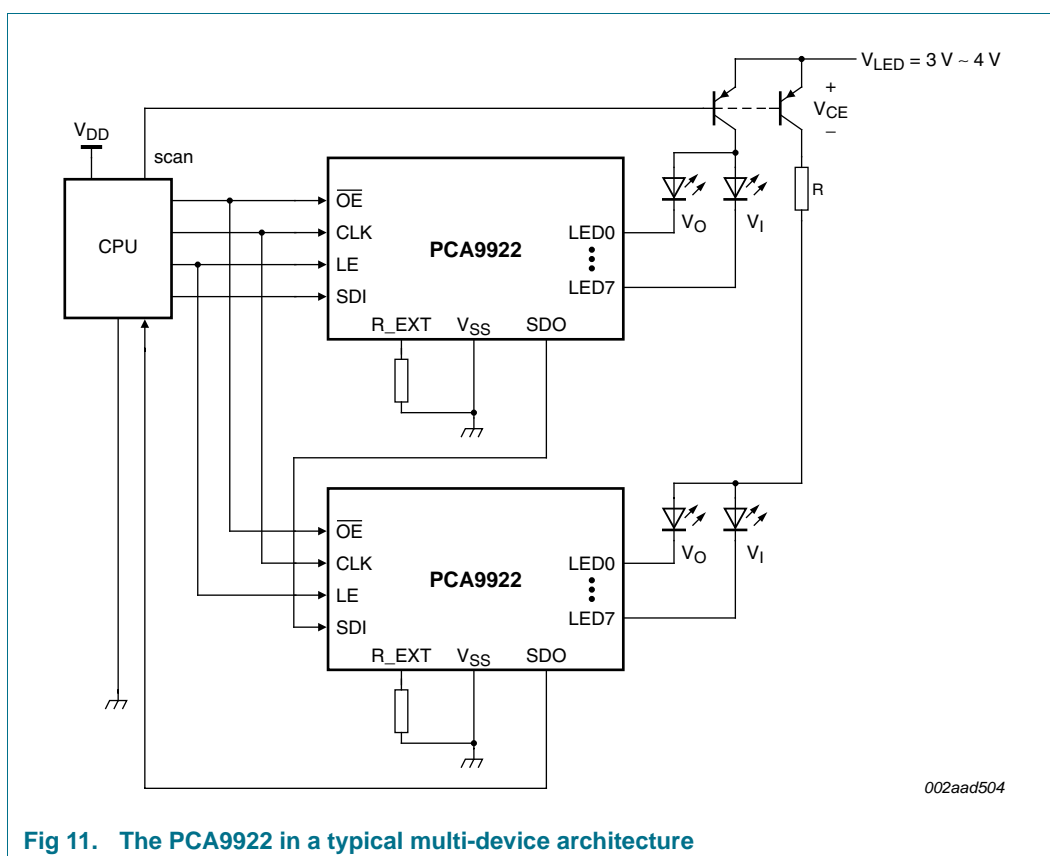 V_LED = 3 V ~ 4 V
+
V_CE
−
V_DD
scan
R
CPU
OE
CLK
LE
SDI
PCA9922
LED0
LED7
V_O
V_I
R_EXT
V_SS
SDO
OE
CLK
LE
SDI
PCA9922
LED0
LED7
V_O
V_I
R_EXT
V_SS
SDO
002aad504
Fig 11. The PCA9922 in a typical multi-device architecture